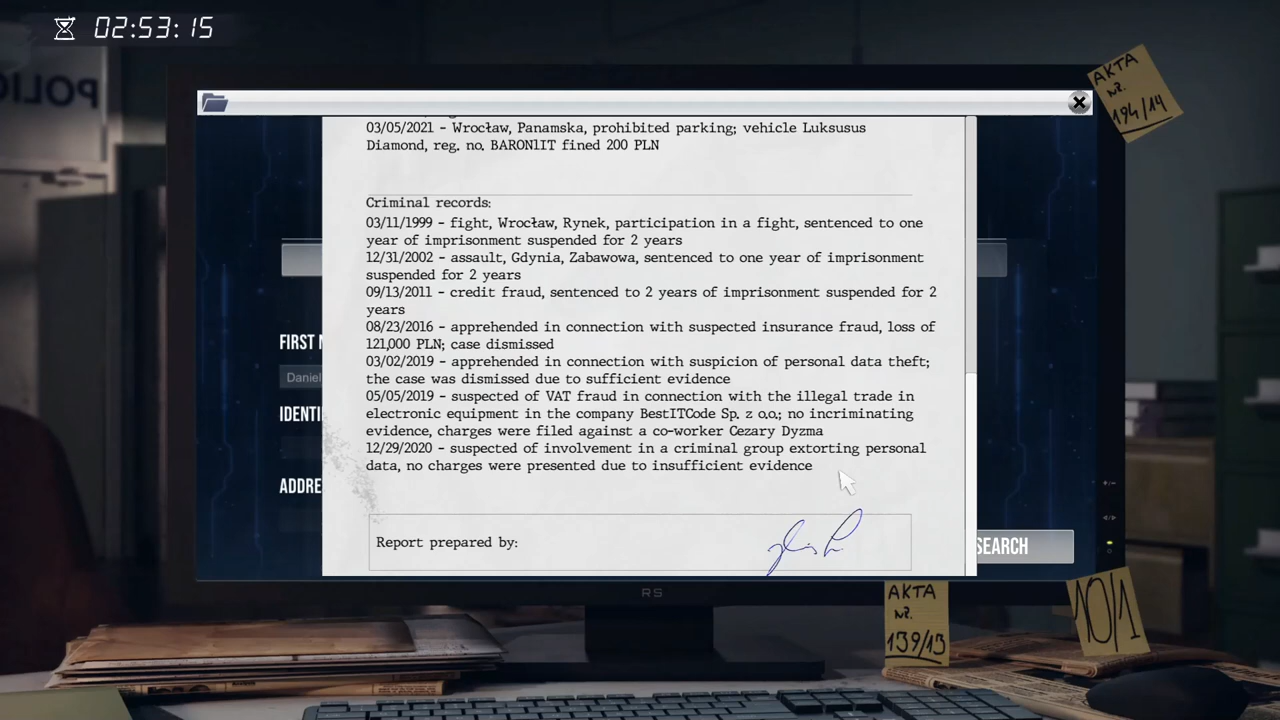 02:53:15
POLIC
AKTA
NR.
194/14
03/05/2021 - Wrocław, Panamska, prohibited parking; vehicle Luksusus
Diamond, reg. no. BARON1IT fined 200 PLN
Criminal records:
03/11/1999 - fight, Wrocław, Rynek, participation in a fight, sentenced to one
year of imprisonment suspended for 2 years
12/31/2002 - assault, Gdynia, Zabawowa, sentenced to one year of imprisonment
suspended for 2 years
09/13/2011 - credit fraud, sentenced to 2 years of imprisonment suspended for 2
years
08/23/2016 - apprehended in connection with suspected insurance fraud, loss of
121,000 PLN; case dismissed
03/02/2019 - apprehended in connection with suspicion of personal data theft;
the case was dismissed due to sufficient evidence
05/05/2019 - suspected of VAT fraud in connection with the illegal trade in
electronic equipment in the company BestITCode Sp. z o.o.; no incriminating
evidence, charges were filed against a co-worker Cezary Dyzma
12/29/2020 - suspected of involvement in a criminal group extorting personal
data, no charges were presented due to insufficient evidence
Report prepared by:
FIRST N
Daniel
IDENTI
ADDRE
SEARCH
RS
AKTA
NR.
139/13
10/1